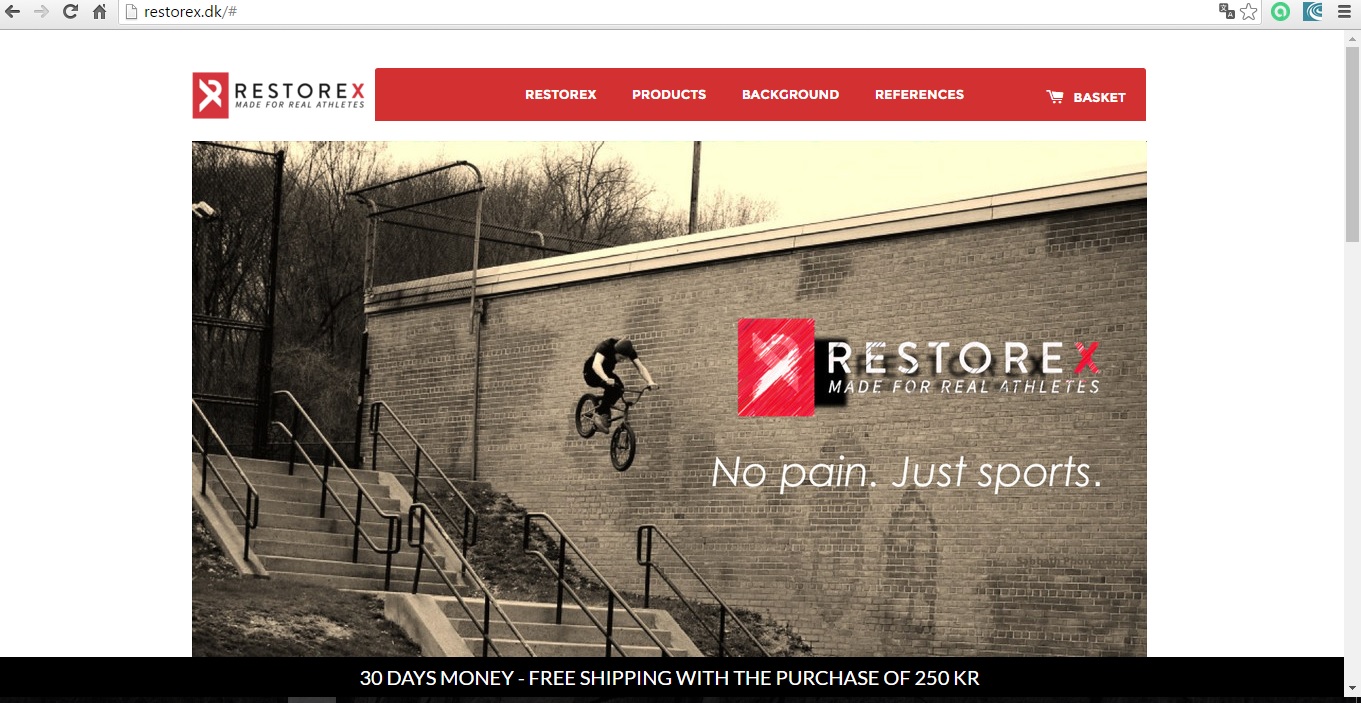 restorex.dk/#
RESTOREX
MADE FOR REAL ATHLETES
RESTOREX PRODUCTS BACKGROUND REFERENCES BASKET
RESTOREX
MADE FOR REAL ATHLETES
No pain. Just sports.
30 DAYS MONEY - FREE SHIPPING WITH THE PURCHASE OF 250 KR